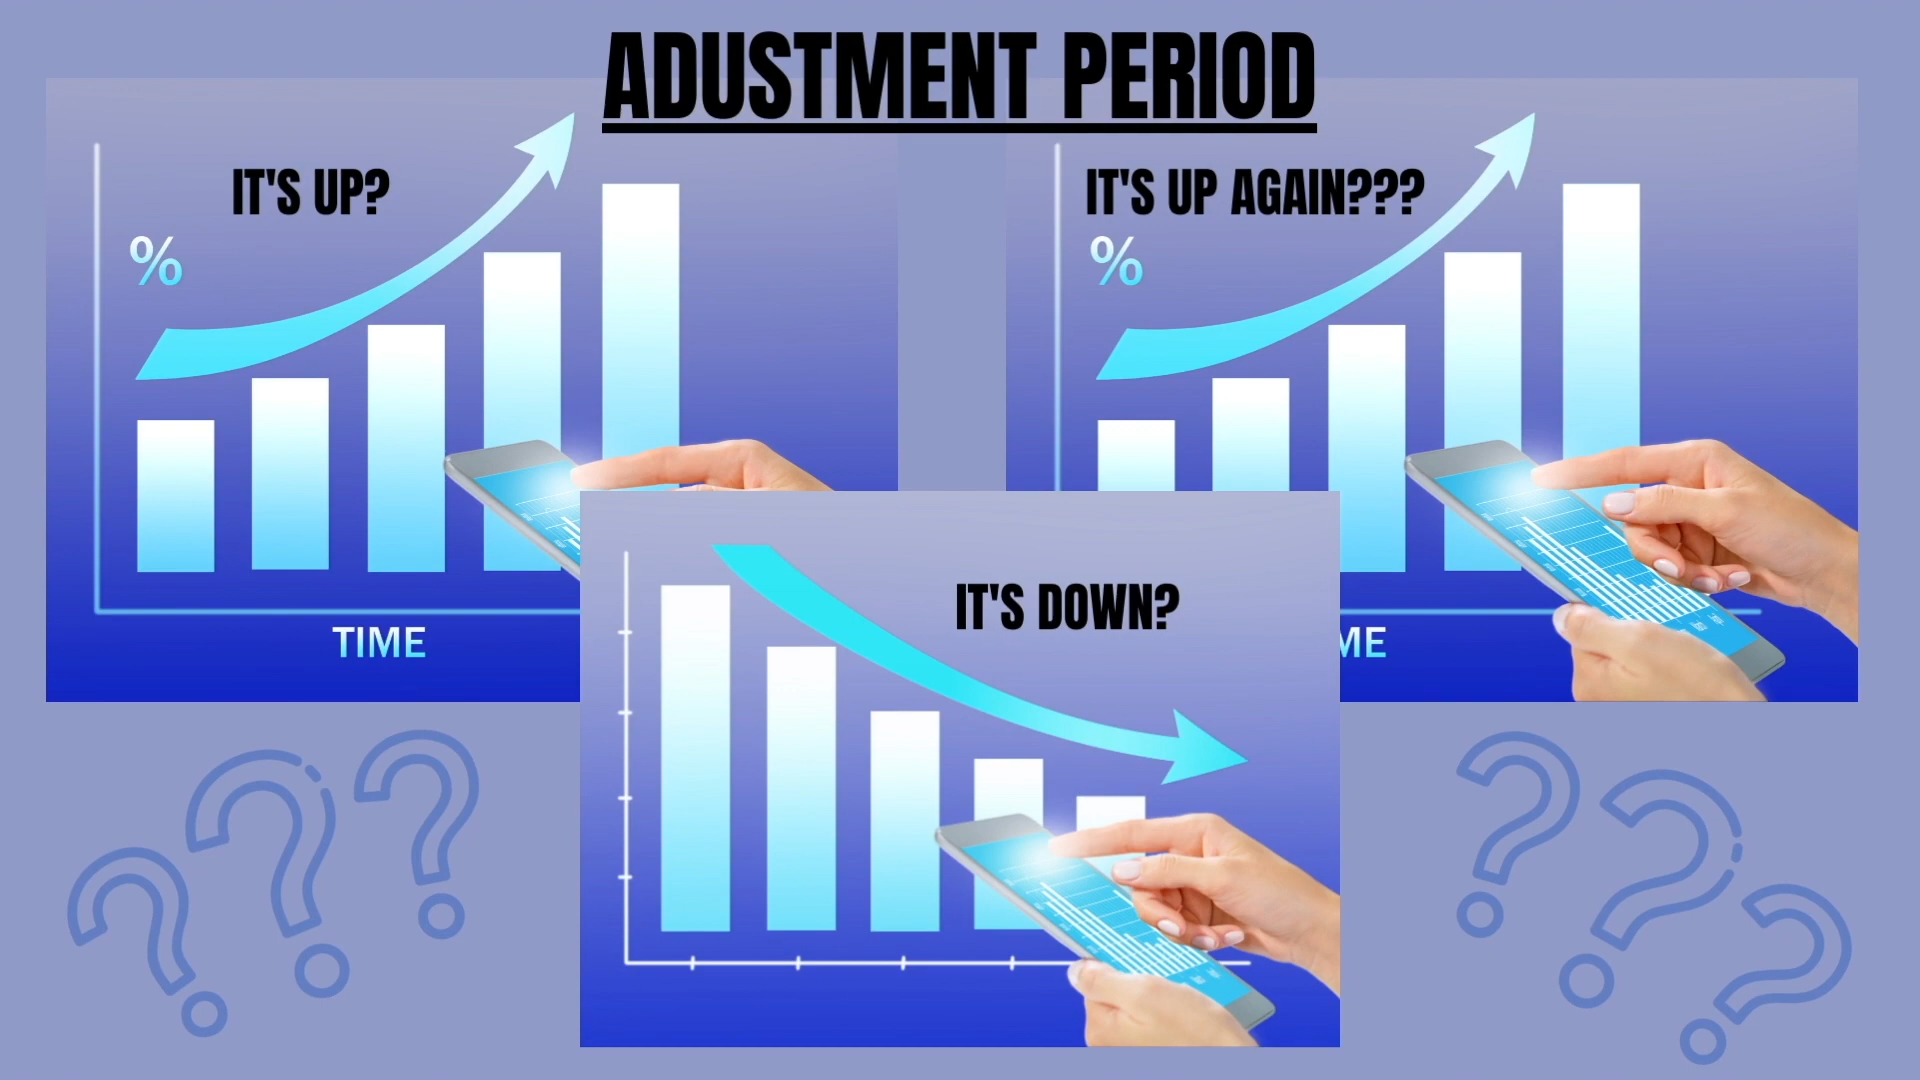 ADUSTMENT PERIOD
IT'S UP?
%
TIME
IT'S UP AGAIN???
%
ME
IT'S DOWN?